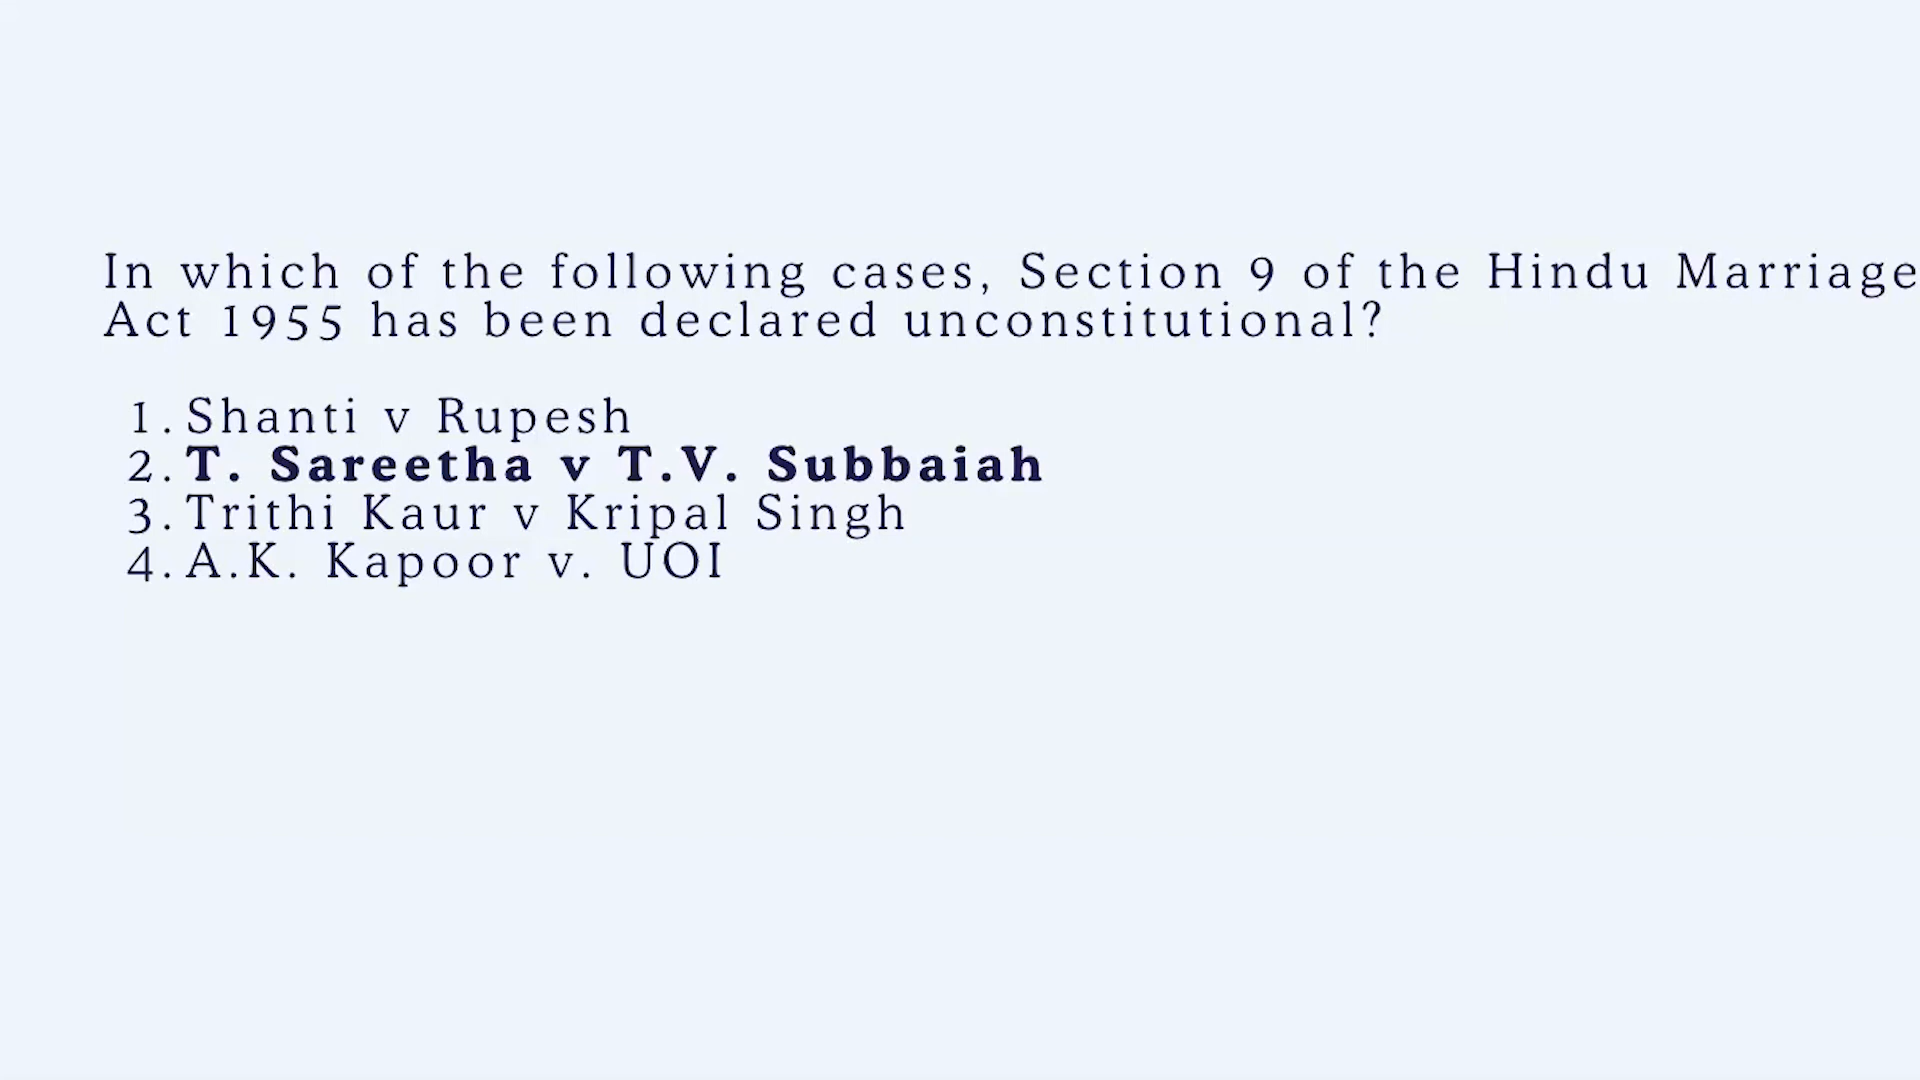 In which of the following cases, Section 9 of the Hindu Marriage
Act 1955 has been declared unconstitutional?
1. Shanti v Rupesh
2. T. Sareetha v T.V. Subbaiah
3. Trithi Kaur v Kripal Singh
4. A.K. Kapoor v. UOI